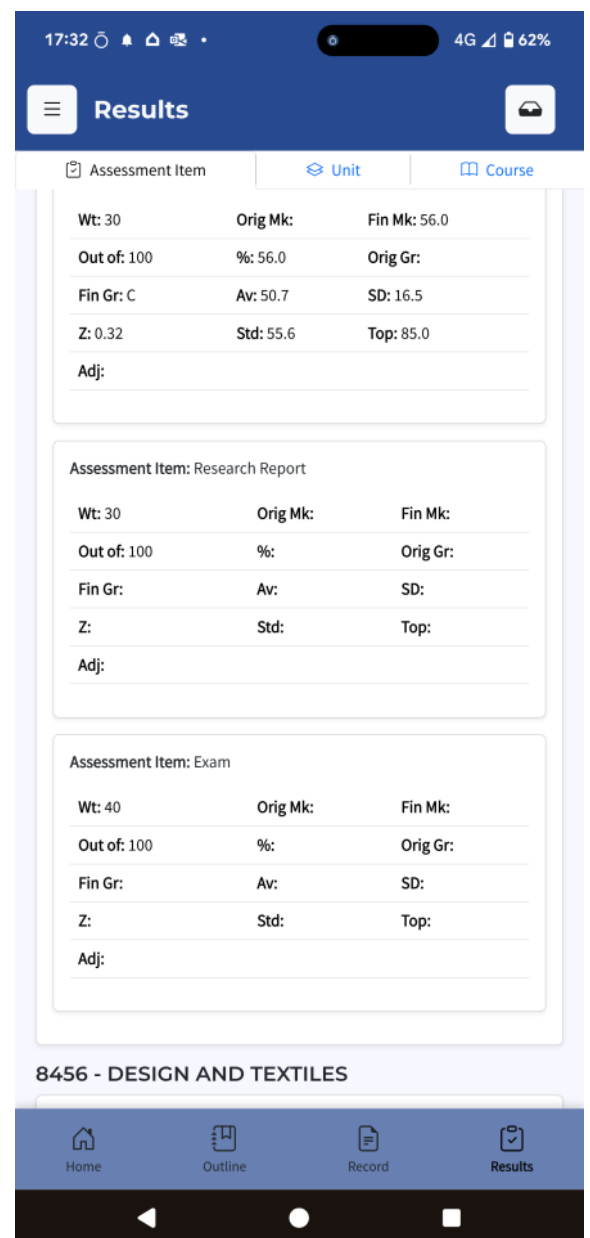 17:32
4G 62%
Results
Assessment Item Unit Course
Wt: 30 Orig Mk: Fin Mk: 56.0
Out of: 100 %: 56.0 Orig Gr:
Fin Gr: C Av: 50.7 SD: 16.5
Z: 0.32 Std: 55.6 Top: 85.0
Adj:
Assessment Item: Research Report
Wt: 30 Orig Mk: Fin Mk:
Out of: 100 %: Orig Gr:
Fin Gr: Av: SD:
Z: Std: Top:
Adj:
Assessment Item: Exam
Wt: 40 Orig Mk: Fin Mk:
Out of: 100 %: Orig Gr:
Fin Gr: Av: SD:
Z: Std: Top:
Adj:
8456 - DESIGN AND TEXTILES
Home Outline Record Results